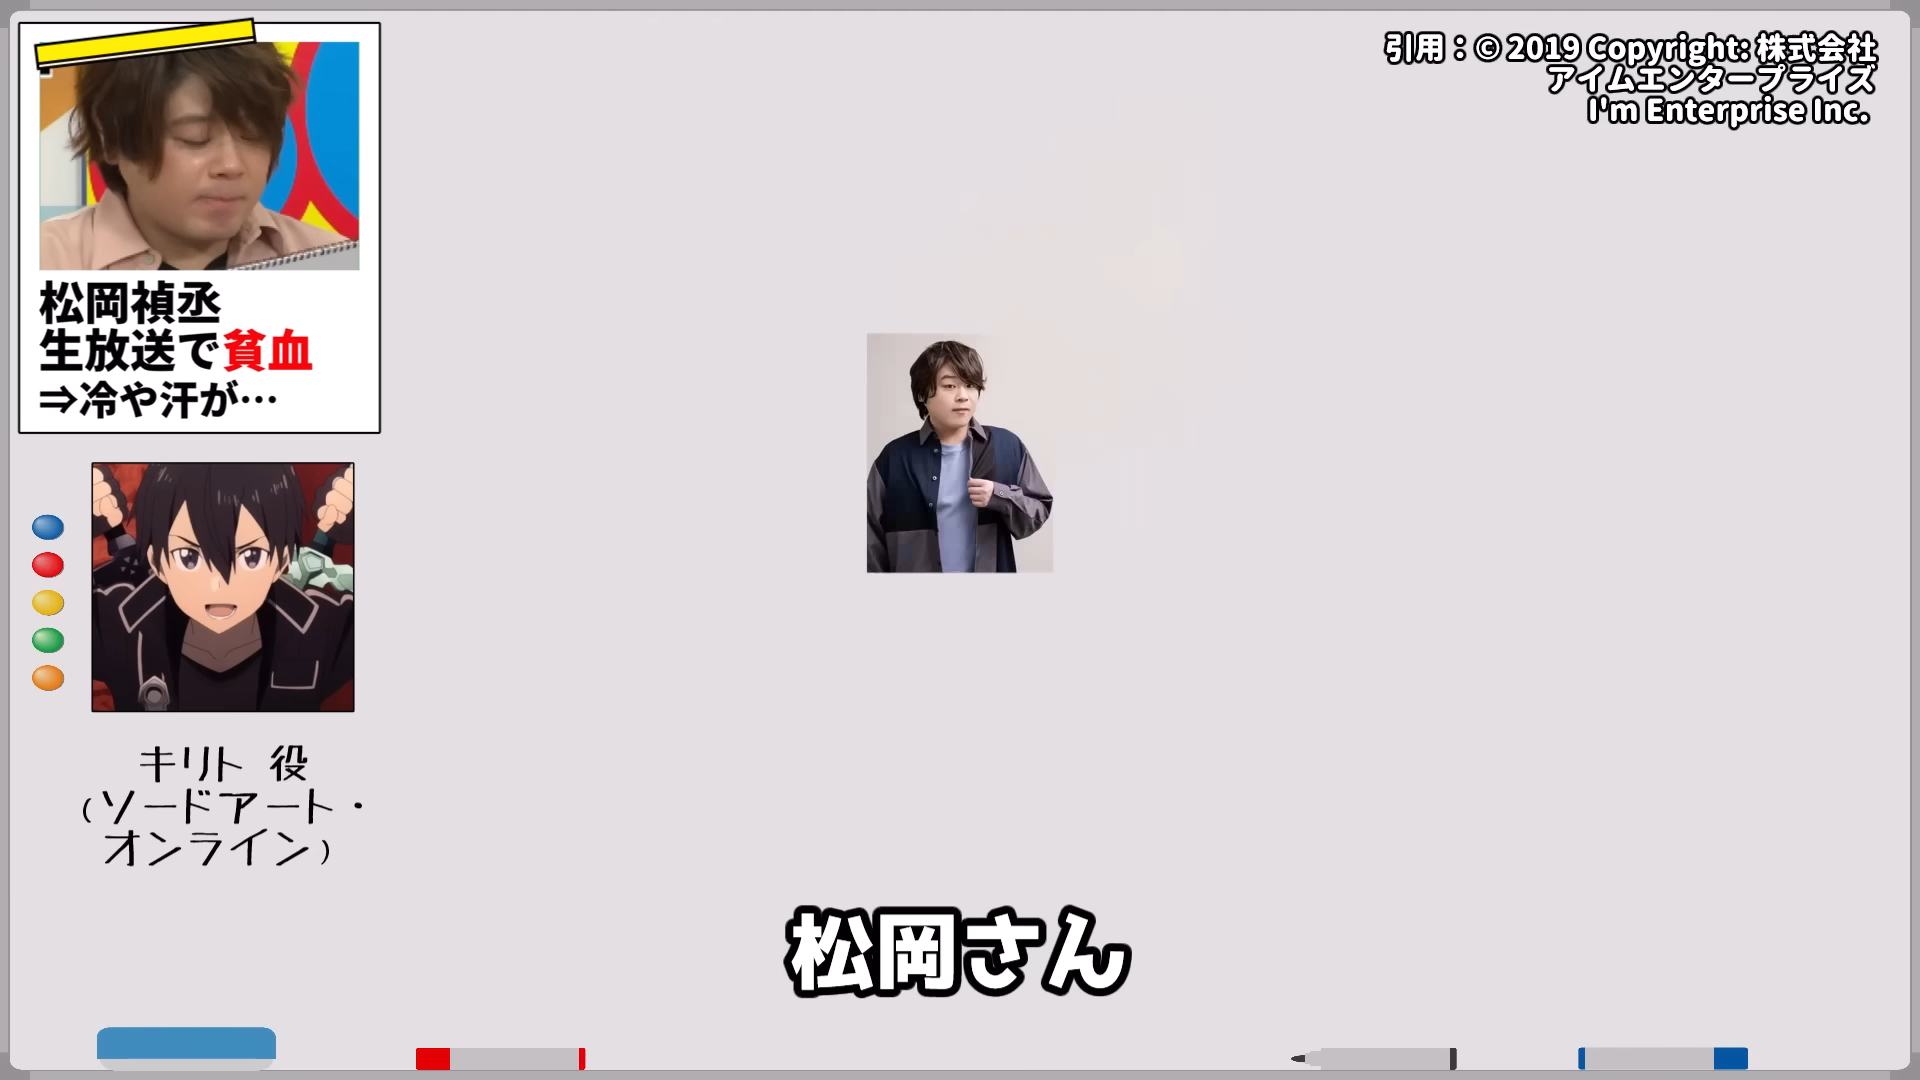 松岡禎丞
生放送で貧血
⇒冷や汗が…
キリト 役
(ソードアート・
オンライン)
引用：© 2019 Copyright: 株式会社
アイムエンタープライズ
I'm Enterprise Inc.
松岡さん